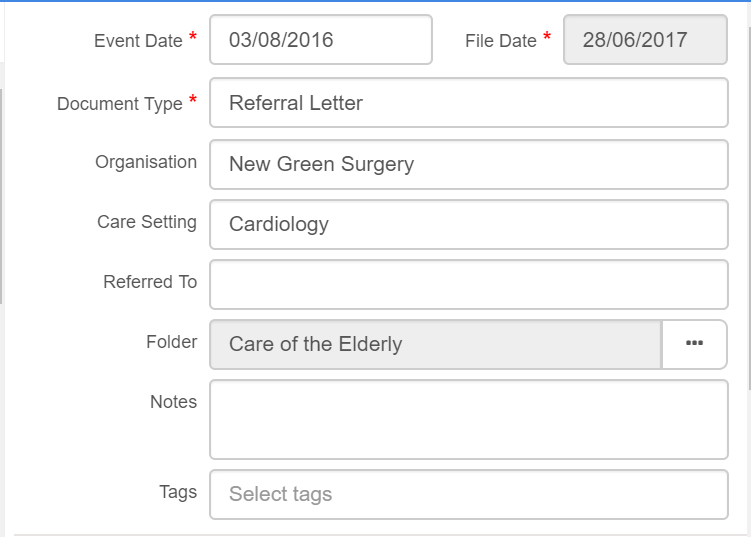 Event Date * 03/08/2016 File Date * 28/06/2017
Document Type * Referral Letter
Organisation New Green Surgery
Care Setting Cardiology
Referred To
Folder Care of the Elderly •••
Notes
Tags Select tags